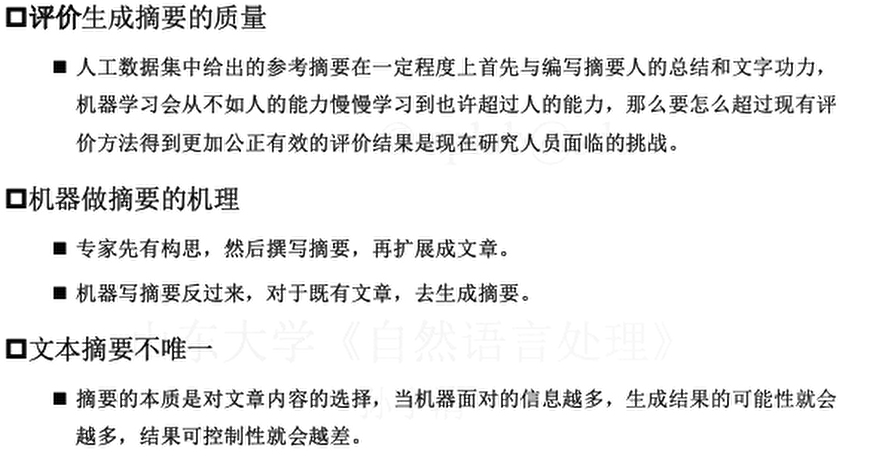 评价生成摘要的质量
人工数据集中给出的参考摘要在一定程度上首先与编写摘要人的总结和文字功力，
机器学习会从不如人的能力慢慢学习到也许超过人的能力，那么要怎么超过现有评
价方法得到更加公正有效的评价结果是现在研究人员面临的挑战。
机器做摘要的机理
专家先有构思，然后撰写摘要，再扩展成文章。
机器写摘要反过来，对于既有文章，去生成摘要。
山东大学《自然语言处理》
文本摘要不唯一
摘要的本质是对文章内容的选择，当机器面对的信息越多，生成结果的可能性就会
越多，结果可控制性就会越差。